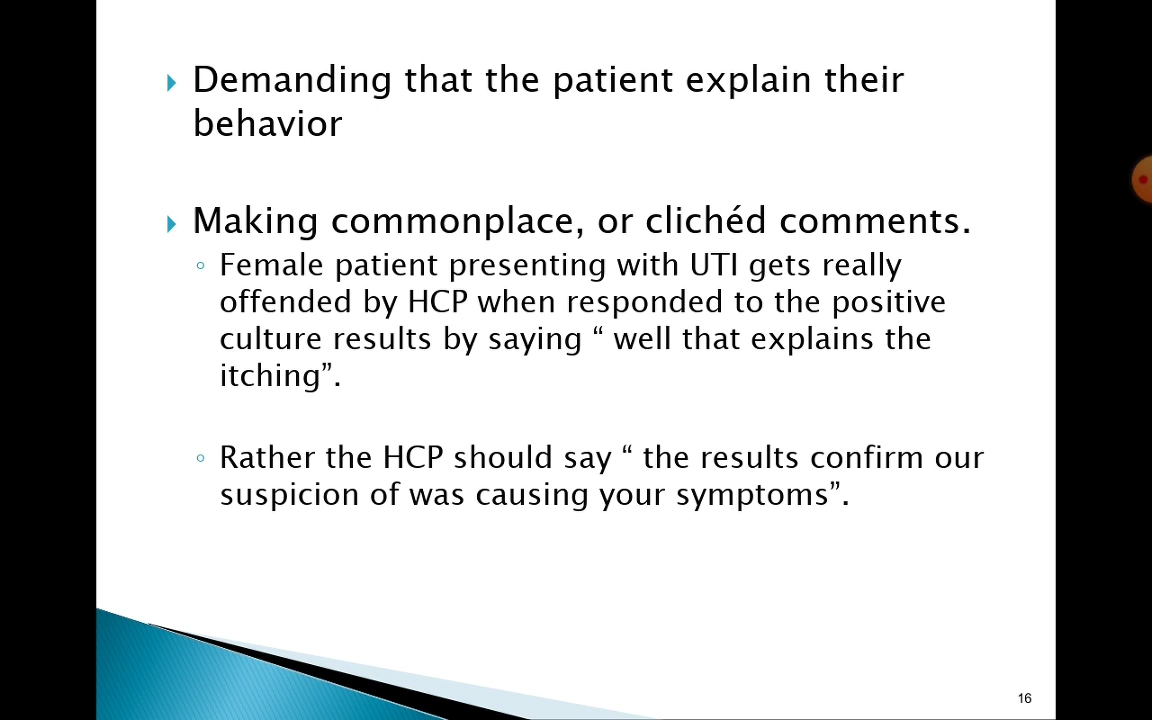 Demanding that the patient explain their
behavior
Making commonplace, or clichéd comments.
Female patient presenting with UTI gets really
offended by HCP when responded to the positive
culture results by saying “ well that explains the
itching”.
Rather the HCP should say “ the results confirm our
suspicion of was causing your symptoms”.
16